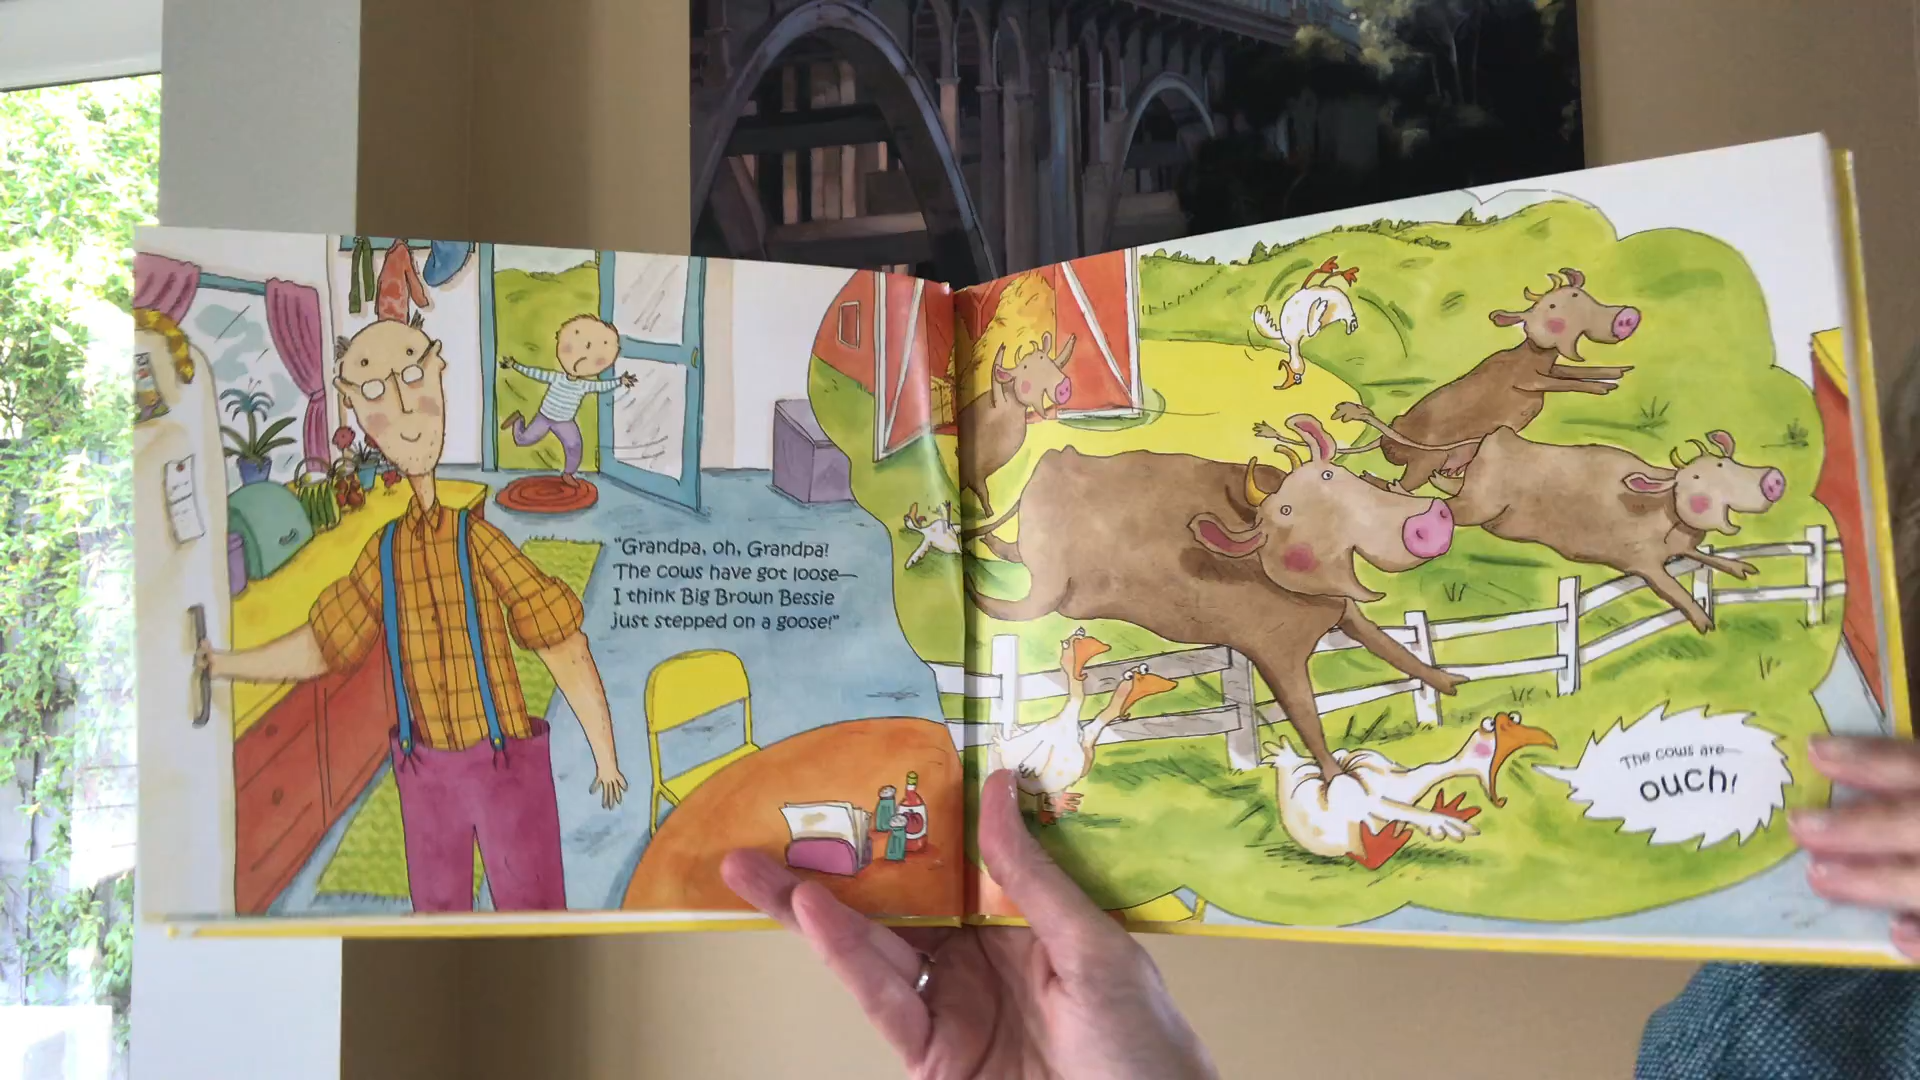 "Grandpa, oh, Grandpa!
The cows have got loose—
I think Big Brown Bessie
just stepped on a goose!"
The cows are—
ouch!